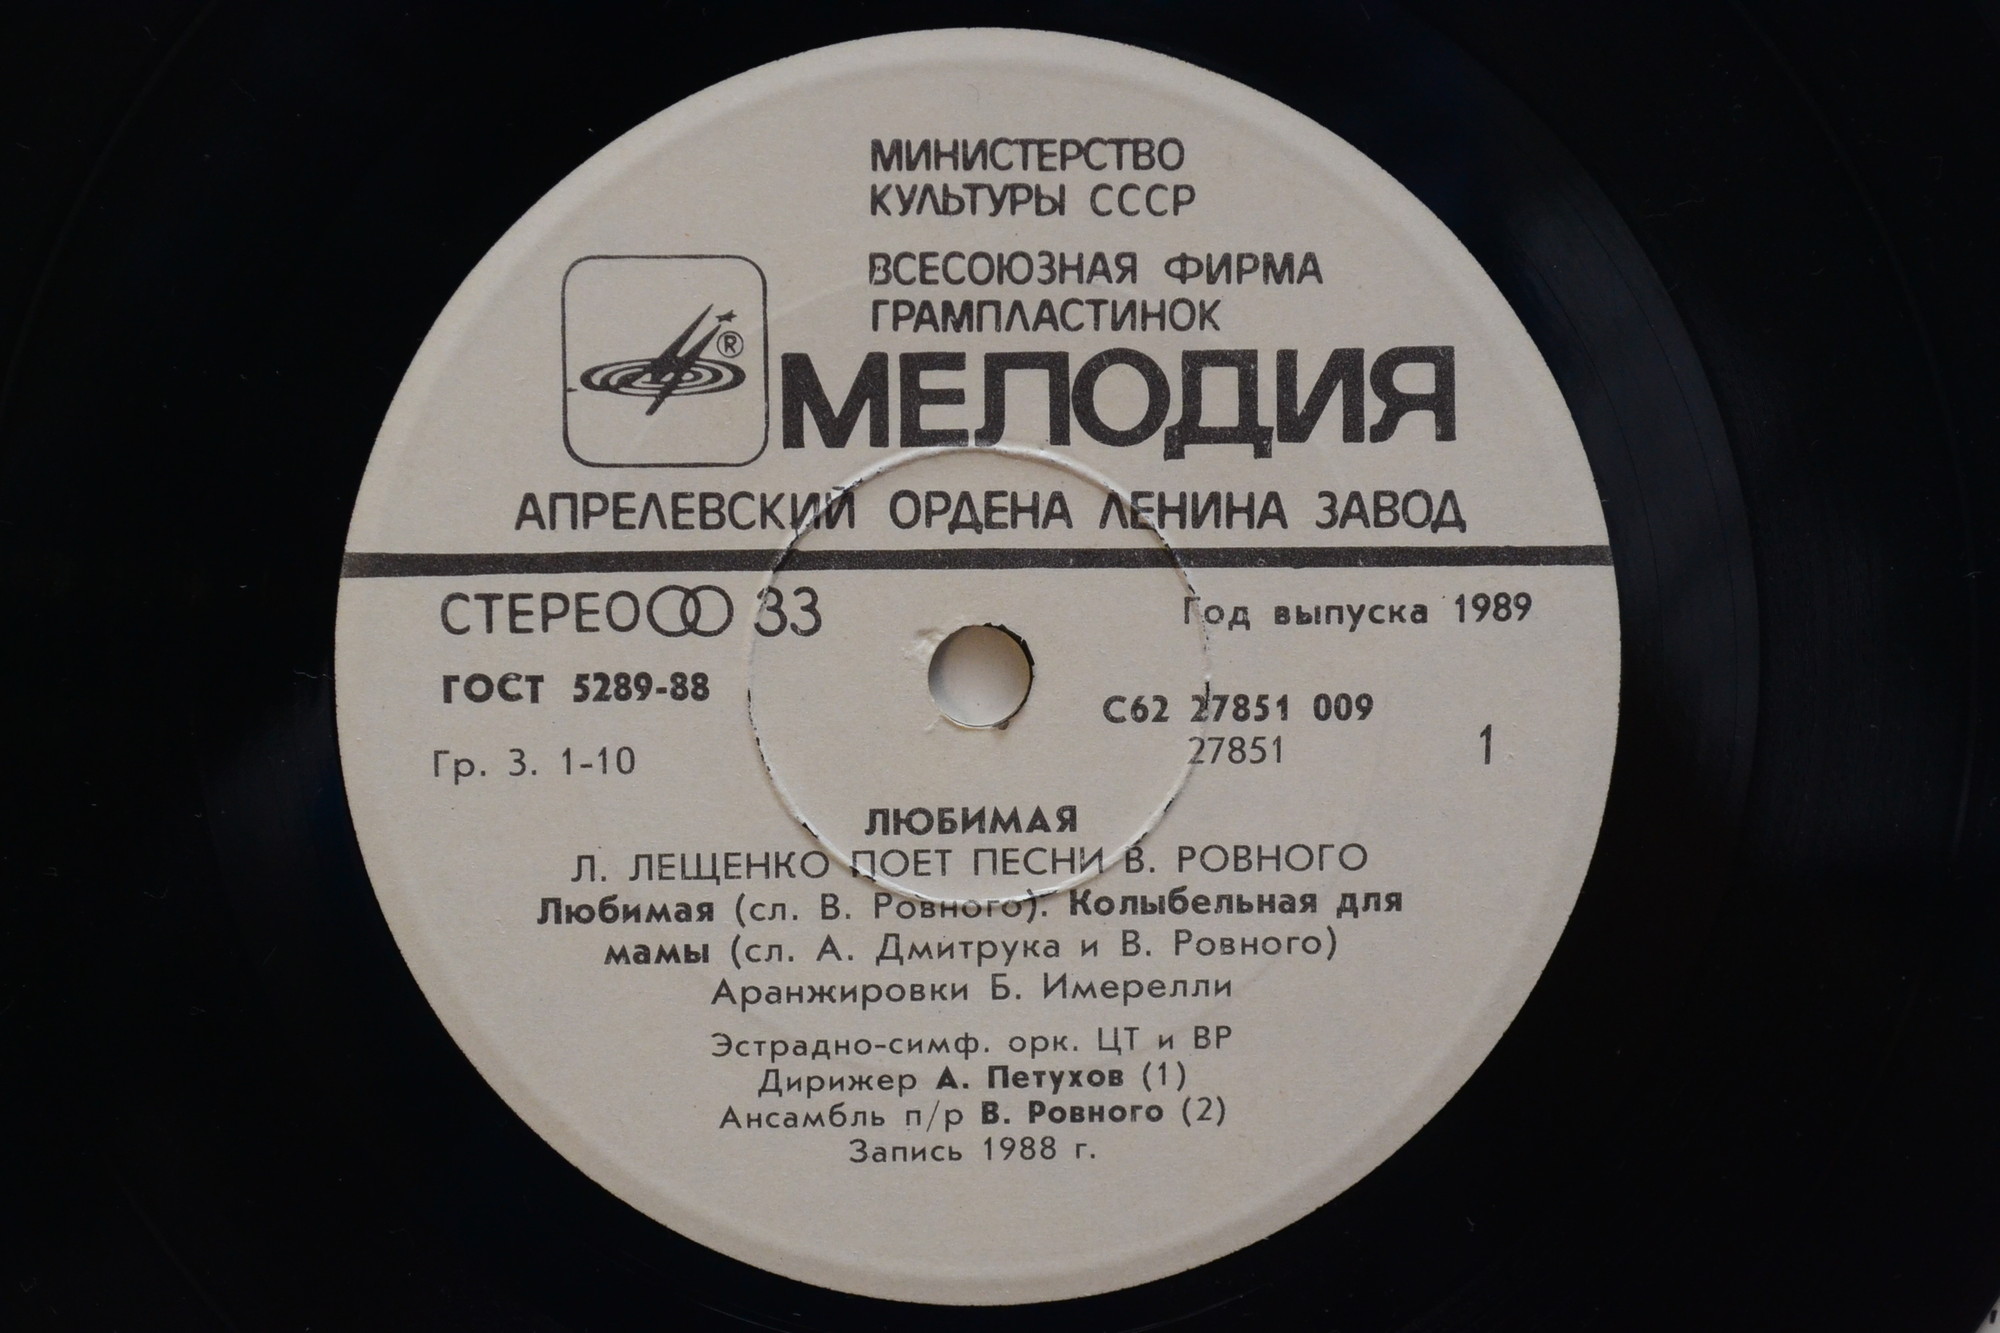 МИНИСТЕРСТВО
КУЛЬТУРЫ СССР
ВСЕСОЮЗНАЯ ФИРМА
ГРАМПЛАСТИНОК
®
МЕЛОДИЯ
АПРЕЛЕВСКИЙ ОРДЕНА ЛЕНИНА ЗАВОД
СТЕРЕО 33
Год выпуска 1989
ГОСТ 5289-88
С62 27851 009
Гр. 3. 1-10
27851
1
ЛЮБИМАЯ
Л. ЛЕЩЕНКО ПОЕТ ПЕСНИ В. РОВНОГО
Любимая (сл. В. Ровного). Колыбельная для
мамы (сл. А. Дмитрука и В. Ровного)
Аранжировки Б. Имерелли
Эстрадно-симф. орк. ЦТ и ВР
Дирижер А. Петухов (1)
Ансамбль п/р В. Ровного (2)
Запись 1988 г.